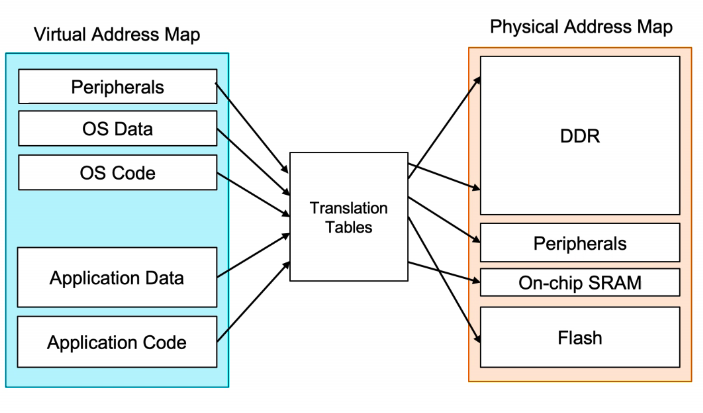 Virtual Address Map
Peripherals
OS Data
OS Code
Application Data
Application Code
Translation
Tables
Physical Address Map
DDR
Peripherals
On-chip SRAM
Flash